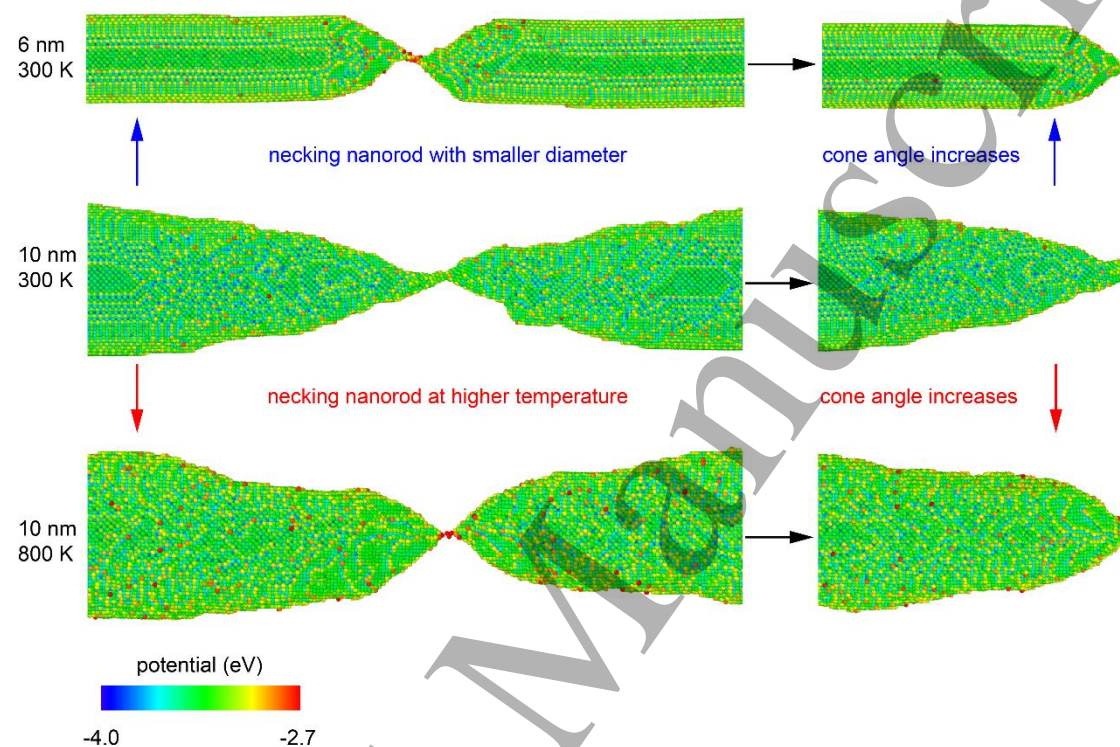 6 nm
300 K
necking nanorod with smaller diameter
cone angle increases
10 nm
300 K
necking nanorod at higher temperature
cone angle increases
10 nm
800 K
potential (eV)
-4.0
-2.7
Manuscri